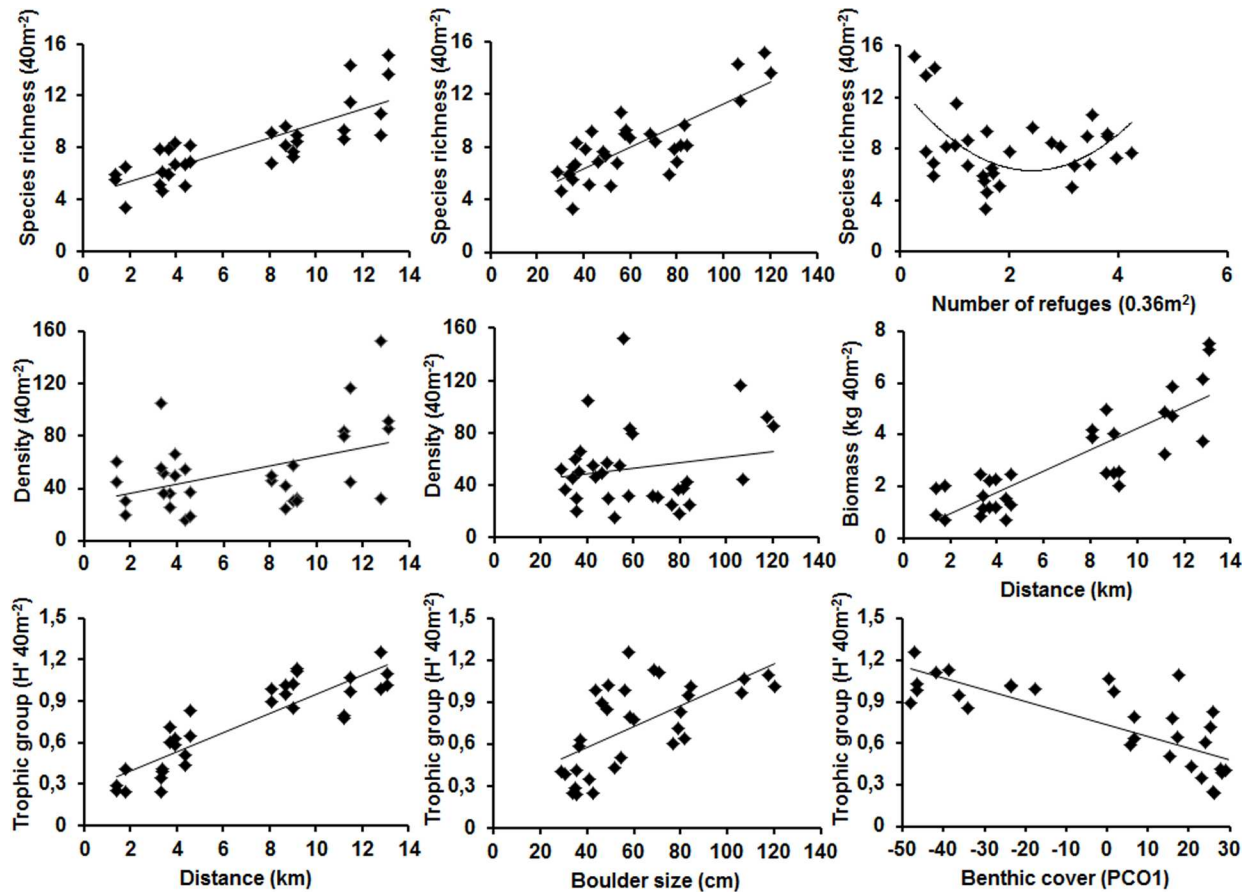 Species richness (40m-2)
16
12
8
4
0
0 2 4 6 8 10 12 14
Species richness (40m-2)
16
12
8
4
0
0 20 40 60 80 100 120 140
Species richness (40m-2)
16
12
8
4
0
0 2 4 6
Number of refuges (0.36m2)
Density (40m-2)
160
120
80
40
0
0 2 4 6 8 10 12 14
Density (40m-2)
160
120
80
40
0
0 20 40 60 80 100 120 140
Biomass (kg 40m-2)
8
6
4
2
0
0 2 4 6 8 10 12 14
Distance (km)
Trophic group (H' 40m-2)
1,5
1.2
0.9
0.6
0.3
0
0 2 4 6 8 10 12 14
Distance (km)
Trophic group (H' 40m-2)
1,5
1.2
0.9
0.6
0.3
0
0 20 40 60 80 100 120 140
Boulder size (cm)
Trophic group (H' 40m-2)
1,5
1.2
0.9
0.6
0.3
0
-50 -40 -30 -20 -10 0 10 20 30
Benthic cover (PCO1)